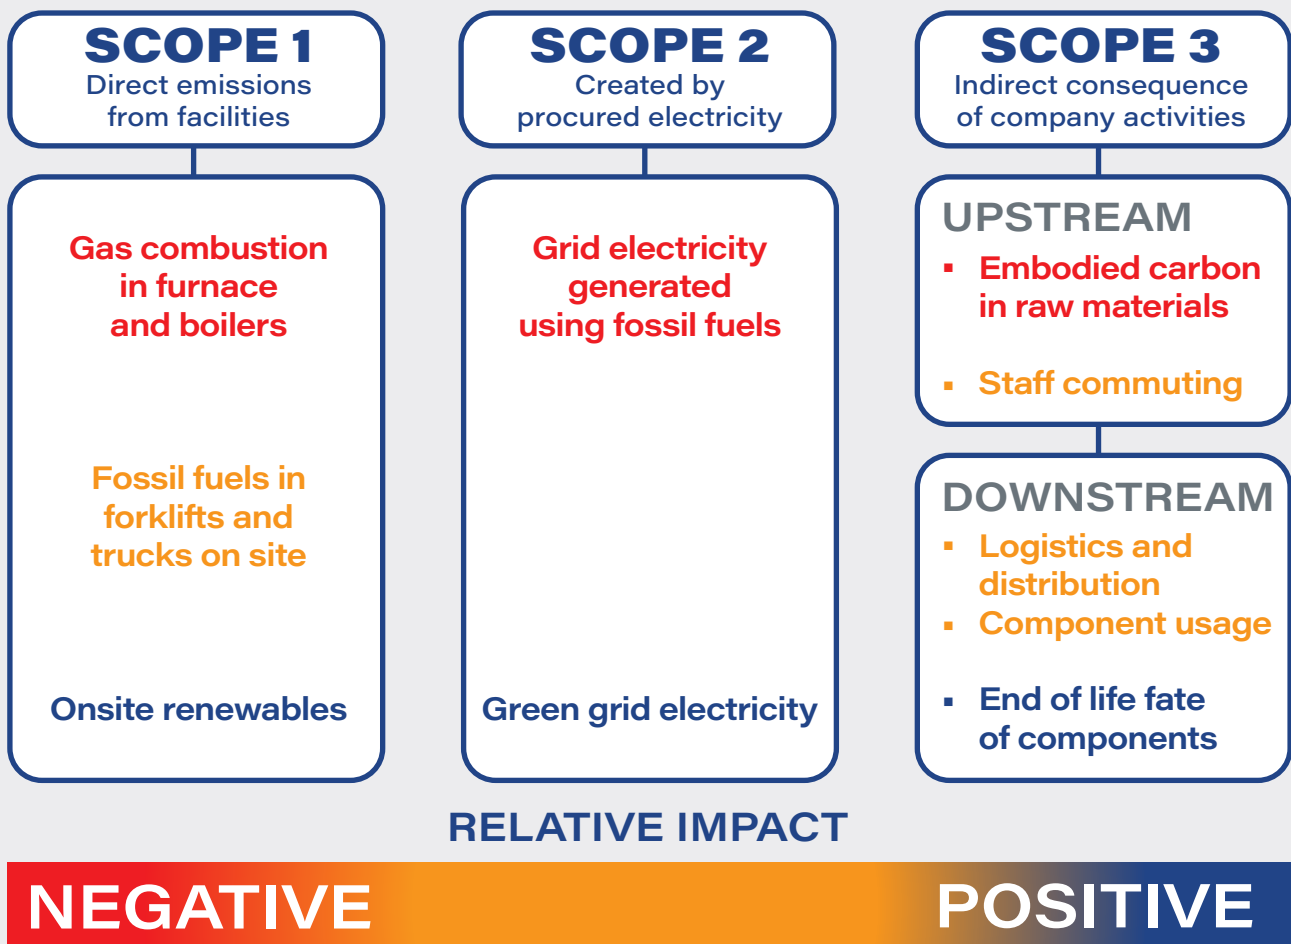 SCOPE 1
Direct emissions
from facilities
Gas combustion
in furnace
and boilers
Fossil fuels in
forklifts and
trucks on site
Onsite renewables
SCOPE 2
Created by
procured electricity
Grid electricity
generated
using fossil fuels
Green grid electricity
SCOPE 3
Indirect consequence
of company activities
UPSTREAM
▪ Embodied carbon
in raw materials
▪ Staff commuting
DOWNSTREAM
▪ Logistics and
distribution
▪ Component usage
▪ End of life fate
of components
RELATIVE IMPACT
NEGATIVE
POSITIVE